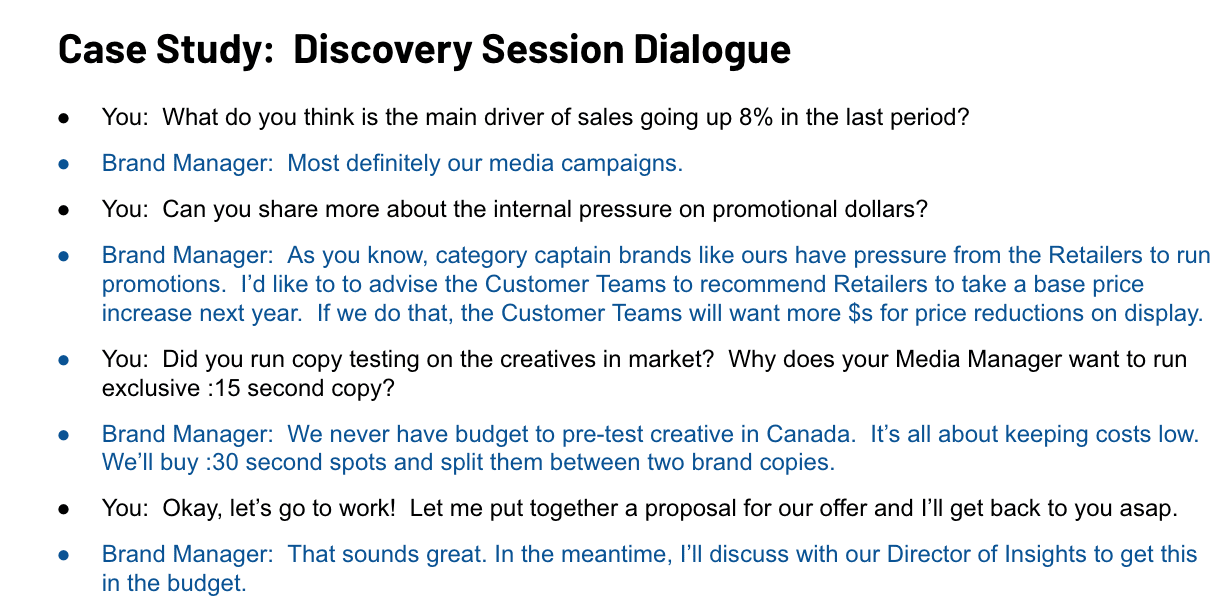 Case Study:  Discovery Session Dialogue
● You:  What do you think is the main driver of sales going up 8% in the last period?
● Brand Manager:  Most definitely our media campaigns.
● You:  Can you share more about the internal pressure on promotional dollars?
● Brand Manager:  As you know, category captain brands like ours have pressure from the Retailers to run
promotions.  I’d like to to advise the Customer Teams to recommend Retailers to take a base price
increase next year.  If we do that, the Customer Teams will want more $s for price reductions on display.
● You:  Did you run copy testing on the creatives in market?  Why does your Media Manager want to run
exclusive :15 second copy?
● Brand Manager:  We never have budget to pre-test creative in Canada.  It’s all about keeping costs low.
We’ll buy :30 second spots and split them between two brand copies.
● You:  Okay, let’s go to work!  Let me put together a proposal for our offer and I’ll get back to you asap.
● Brand Manager:  That sounds great. In the meantime, I’ll discuss with our Director of Insights to get this
in the budget.